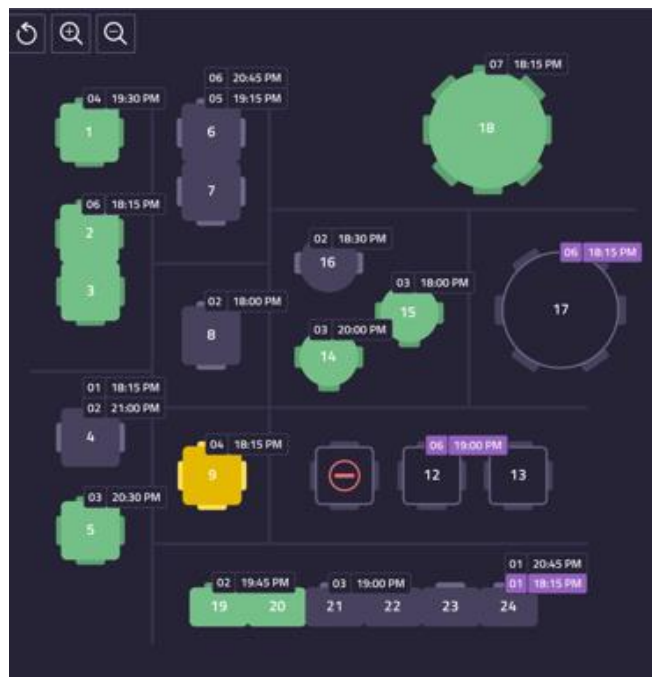 07 18:15 PM
06 20:45 PM
04 19:30 PM
05 19:15 PM
1
6
18
7
06 18:15 PM
2
02 18:30 PM
06 18:15 PM
16
3
03 18:00 PM
02 18:00 PM
15
17
8
03 20:00 PM
14
01 18:15 PM
02 21:00 PM
4
04 18:15 PM
06 19:00 PM
9
12
13
03 20:30 PM
5
01 20:45 PM
02 19:45 PM
03 19:00 PM
01 18:15 PM
19
20
21
22
23
24